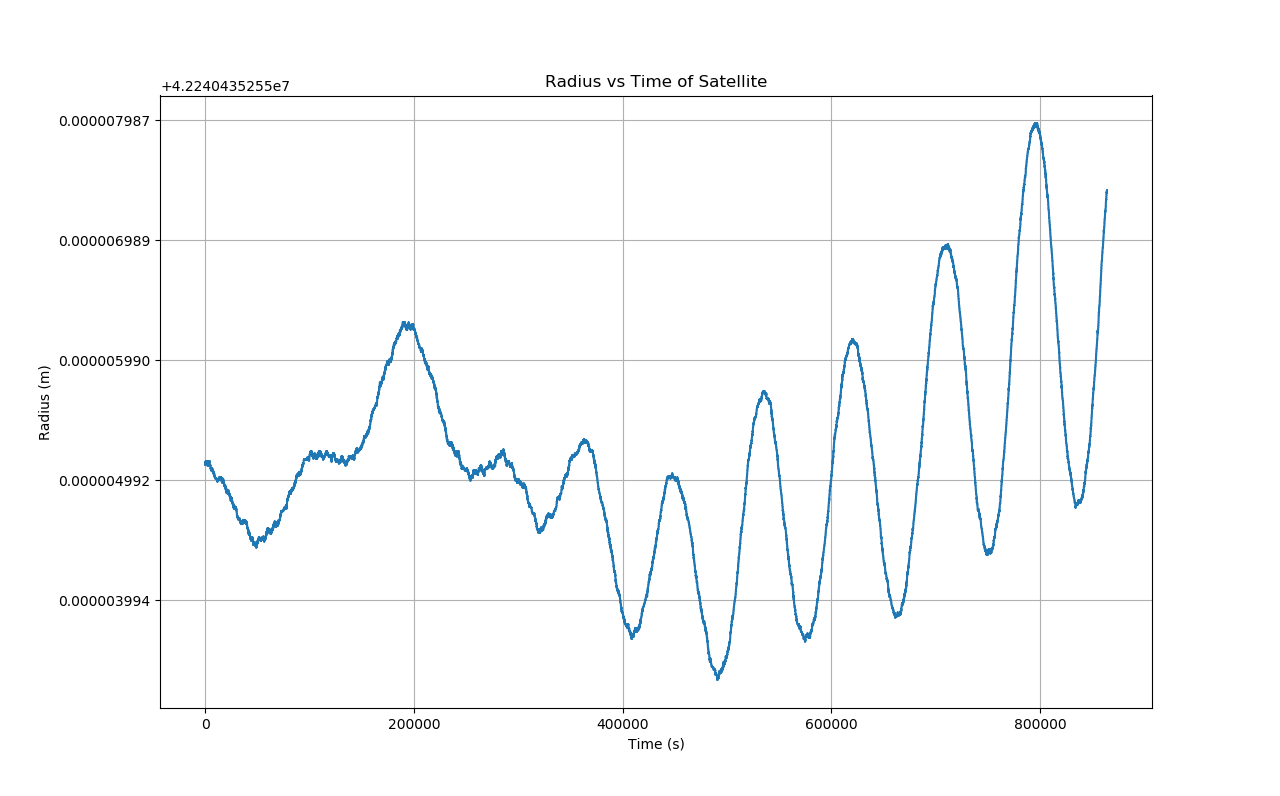 Radius vs Time of Satellite
+4.2240435255e7
0.000007987
0.000006989
0.000005990
0.000004992
0.000003994
Radius (m)
0 200000 400000 600000 800000
Time (s)